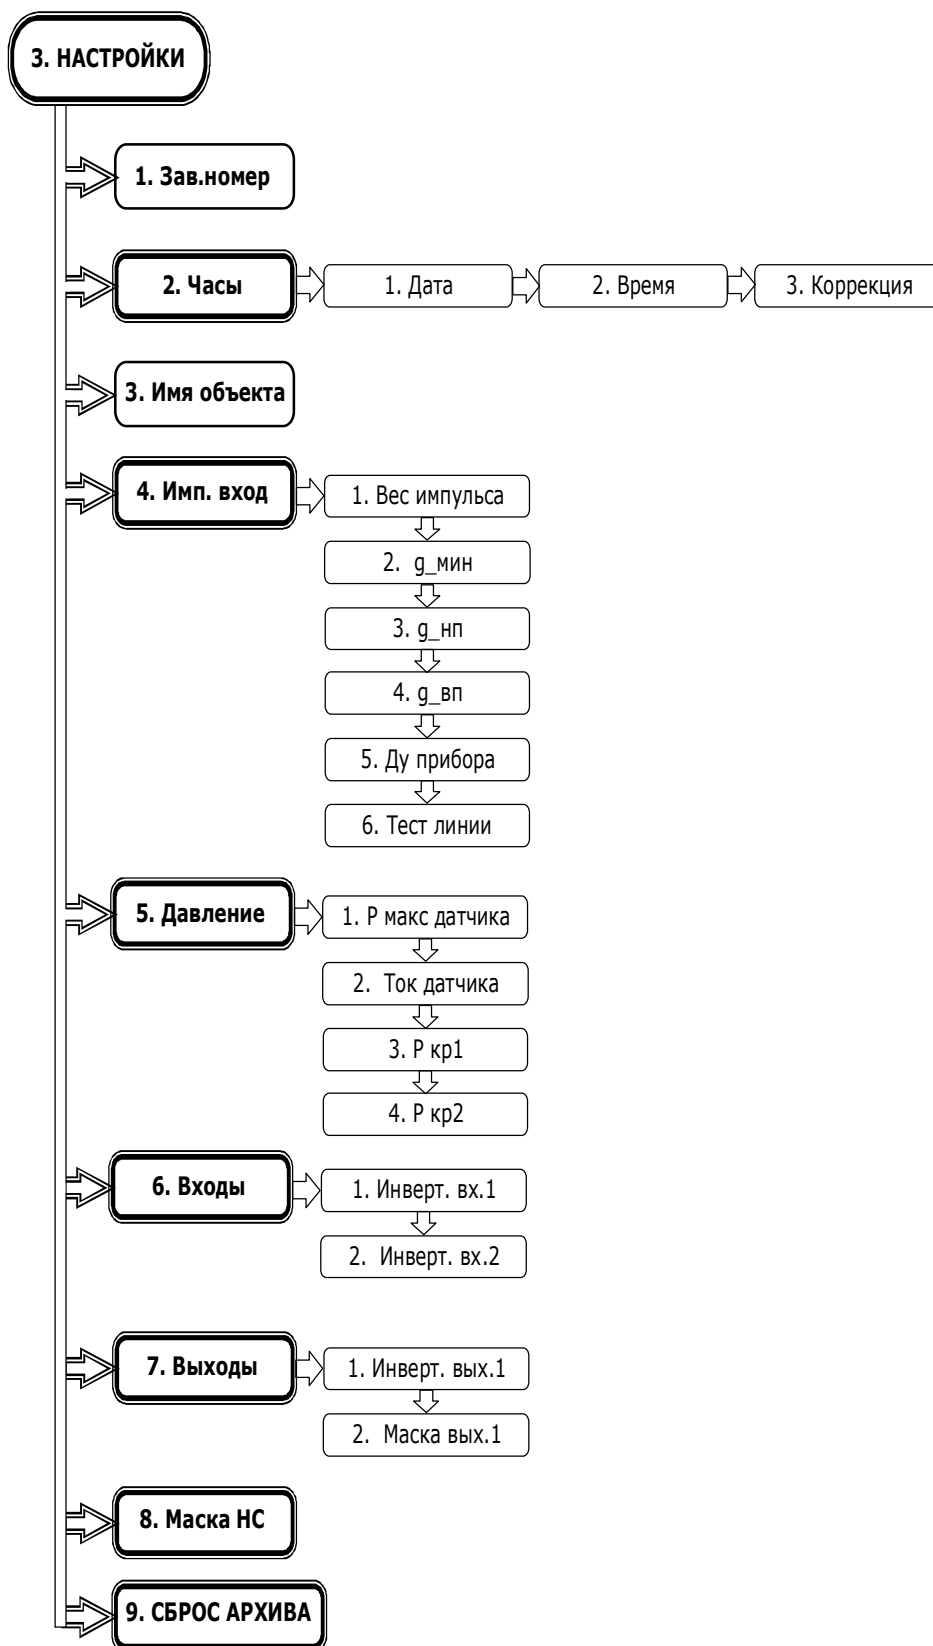 3. НАСТРОЙКИ
1. Зав.номер
2. Часы
1. Дата
2. Время
3. Коррекция
3. Имя объекта
4. Имп. вход
1. Вес импульса
2. g_мин
3. g_нп
4. g_вп
5. Ду прибора
6. Тест линии
5. Давление
1. Р макс датчика
2. Ток датчика
3. Р кр1
4. Р кр2
6. Входы
1. Инверт. вх.1
2. Инверт. вх.2
7. Выходы
1. Инверт. вых.1
2. Маска вых.1
8. Маска НС
9. СБРОС АРХИВА